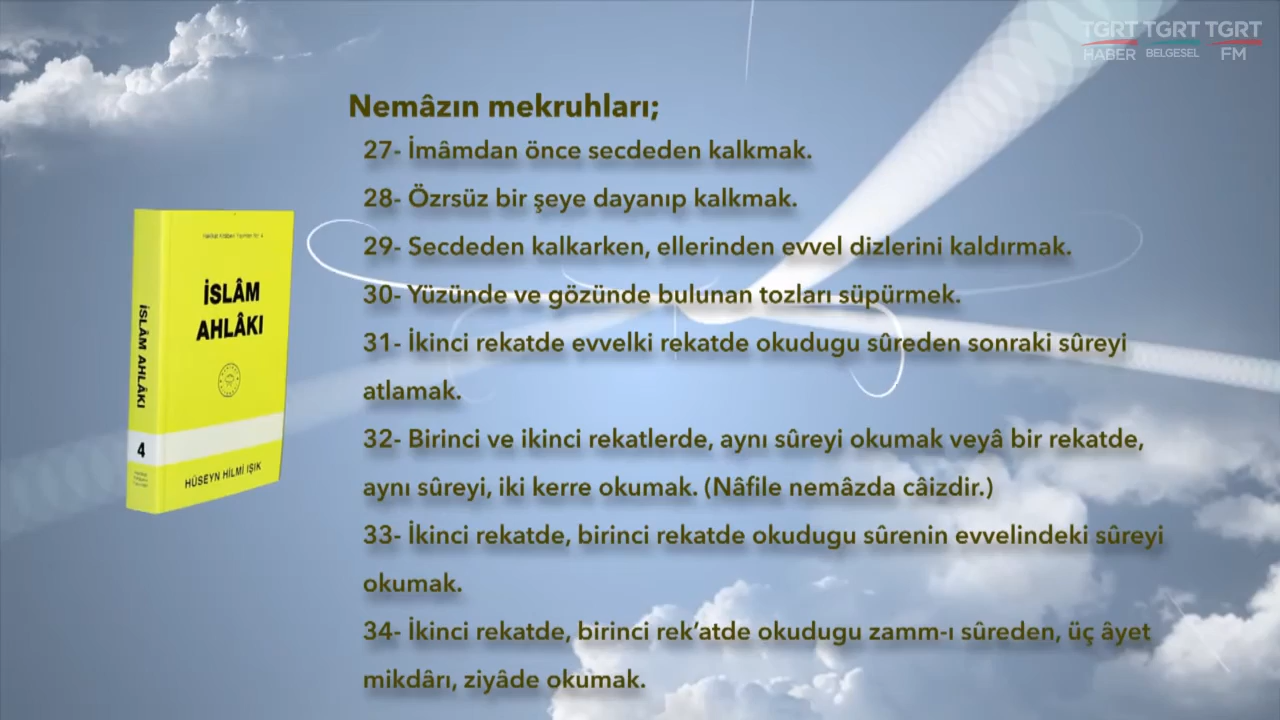 TGRT HABER
TGRT BELGESEL
TGRT FM
Nemâzın mekruhları;
27- İmâmdan önce secdeden kalkmak.
28- Özrsüz bir şeye dayanıp kalkmak.
29- Secdeden kalkarken, ellerinden evvel dizlerini kaldırmak.
30- Yüzünde ve gözünde bulunan tozları süpürmek.
31- İkinci rekatde evvelki rekatde okudugu sûreden sonraki sûreyi
atlamak.
32- Birinci ve ikinci rekatlerde, aynı sûreyi okumak veyâ bir rekatde,
aynı sûreyi, iki kerre okumak. (Nâfile nemâzda câizdir.)
33- İkinci rekatde, birinci rekatde okudugu sûrenin evvelindeki sûreyi
okumak.
34- İkinci rekatde, birinci rek’atde okudugu zamm-ı sûreden, üç âyet
mikdârı, ziyâde okumak.
İSLÂM
AHLÂKI
HÜSEYN HİLMİ IŞIK
İSLÂM AHLÂKI
4